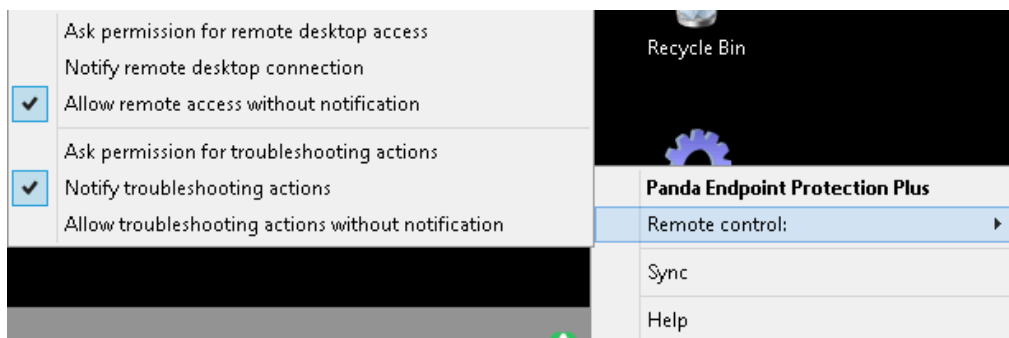 Ask permission for remote desktop access
Notify remote desktop connection
Allow remote access without notification
Ask permission for troubleshooting actions
Notify troubleshooting actions
Allow troubleshooting actions without notification
Recycle Bin
Panda Endpoint Protection Plus
Remote control:
Sync
Help